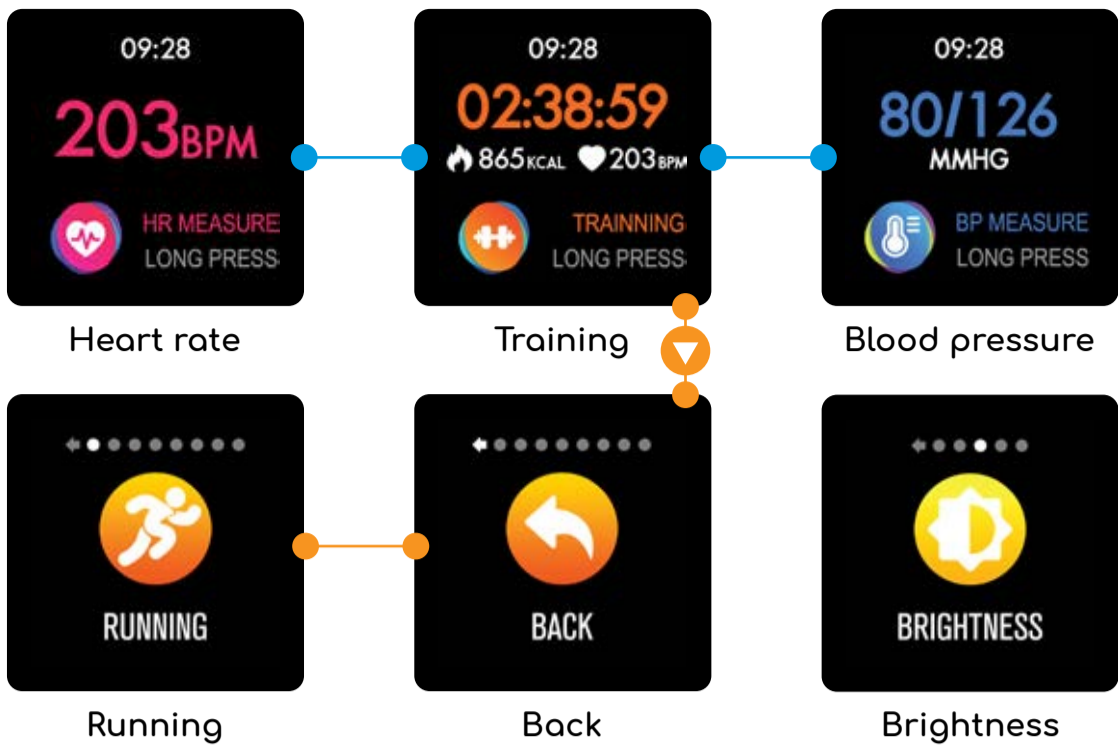 09:28
203BPM
HR MEASURE
LONG PRESS
Heart rate
09:28
02:38:59
865KCAL 203BPM
TRAINNING
LONG PRESS
Training
09:28
80/126
MMHG
BP MEASURE
LONG PRESS
Blood pressure
RUNNING
Running
BACK
Back
BRIGHTNESS
Brightness